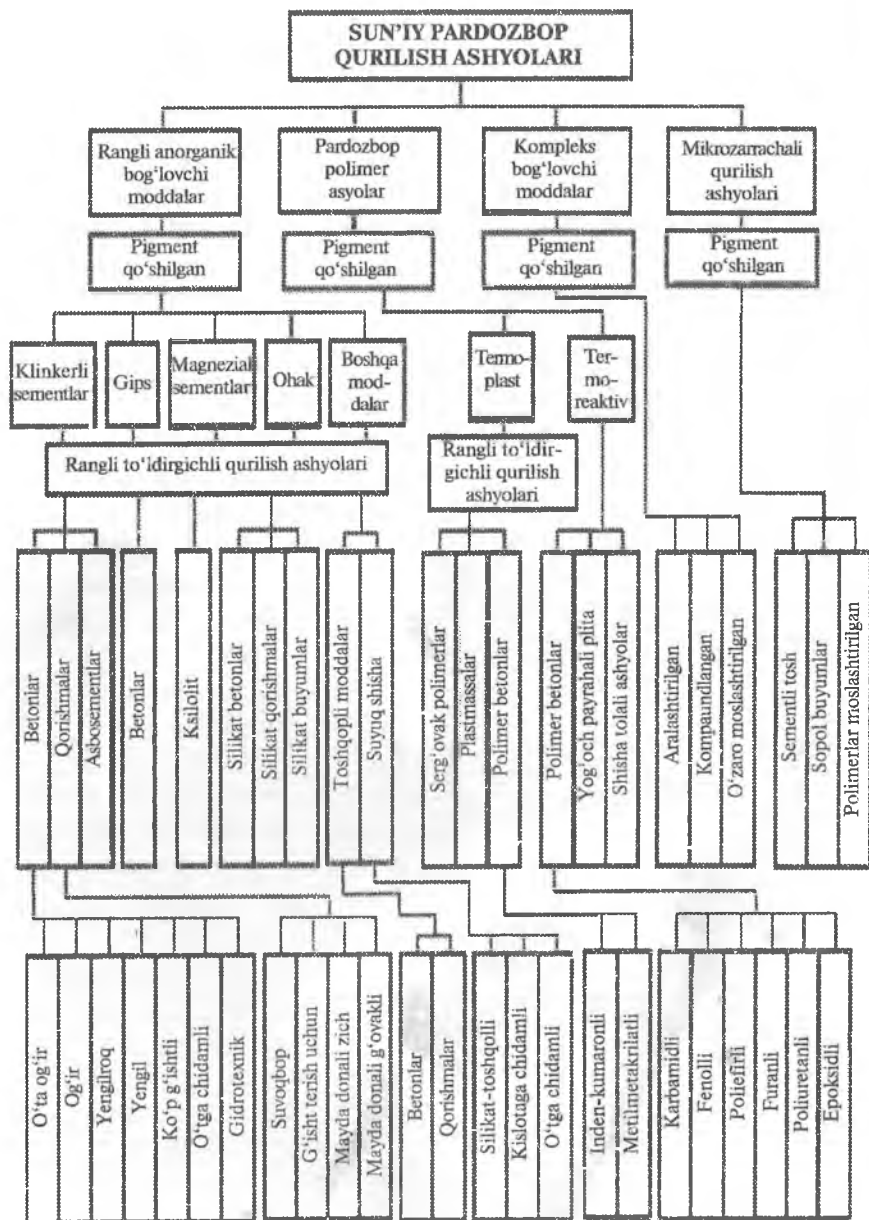 SUN’IY PARDOZBOP
QURILISH ASHYOLARI
Rangli anorganik
bog‘lovchi
moddalar
Pardozbop
polimer
asyolar
Kompleks
bog‘lovchi
moddalar
Mikrozarrachali
qurilish
ashyolari
Pigment
qo‘shilgan
Pigment
qo‘shilgan
Pigment
qo‘shilgan
Pigment
qo‘shilgan
Klinkerli
sementlar
Gips
Magnezial
sementlar
Ohak
Boshqa
mod-
dalar
Termo-
plast
Ter-
mo-
reaktiv
Rangli to‘ldirgichli qurilish ashyolari
Rangli to‘ldir-
gichli qurilish
ashyolari
Betonlar
Qorishmalar
Asbosementlar
Betonlar
Ksilolit
Silikat betonlar
Silikat qorishmalar
Silikat buyumlar
Toshqopli moddalar
Suyuq shisha
Serg‘ovak polimerlar
Plastmassalar
Polimer betonlar
Polimer betonlar
Yog‘och payrahali plita
Shisha tolali ashyolar
Aralashtirilgan
Kompaundlangan
O‘zaro moslashtirilgan
Sementli tosh
Sopol buyumlar
Polimerlar moslashtirilgan
O‘ta og‘ir
Og‘ir
Yengilroq
Yengil
Ko‘p g‘ishtli
O‘tga chidamli
Gidrotexnik
Suvoqbop
G‘isht terish uchun
Mayda donali zich
Mayda donali g‘ovakli
Betonlar
Qorishmalar
Silikat-toshqolli
Kislotaga chidamli
O‘tga chidamli
Inden-kumaronli
Metilmetakrilatli
Karbamidli
Fenolli
Poliefirli
Furanli
Poliuretanli
Epoksidli